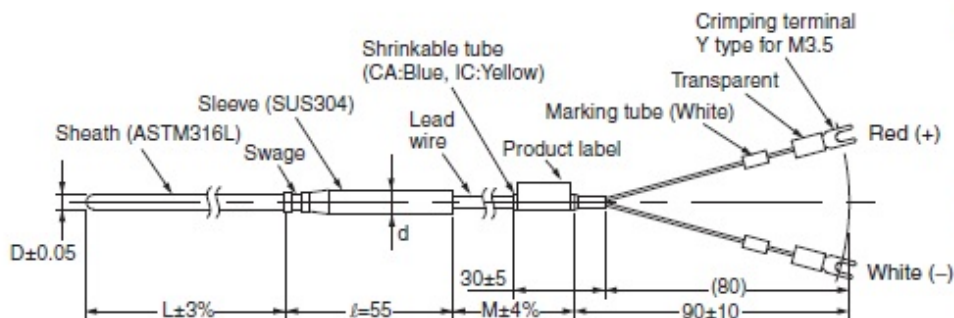 Crimping terminal
Y type for M3.5
Shrinkable tube
(CA:Blue, IC:Yellow)
Transparent
Sleeve (SUS304)
Marking tube (White)
Lead
wire
Red (+)
Sheath (ASTM316L)
Swage
Product label
D±0.05
d
30±5
(80)
White (–)
L±3%
ℓ=55
M±4%
90±10